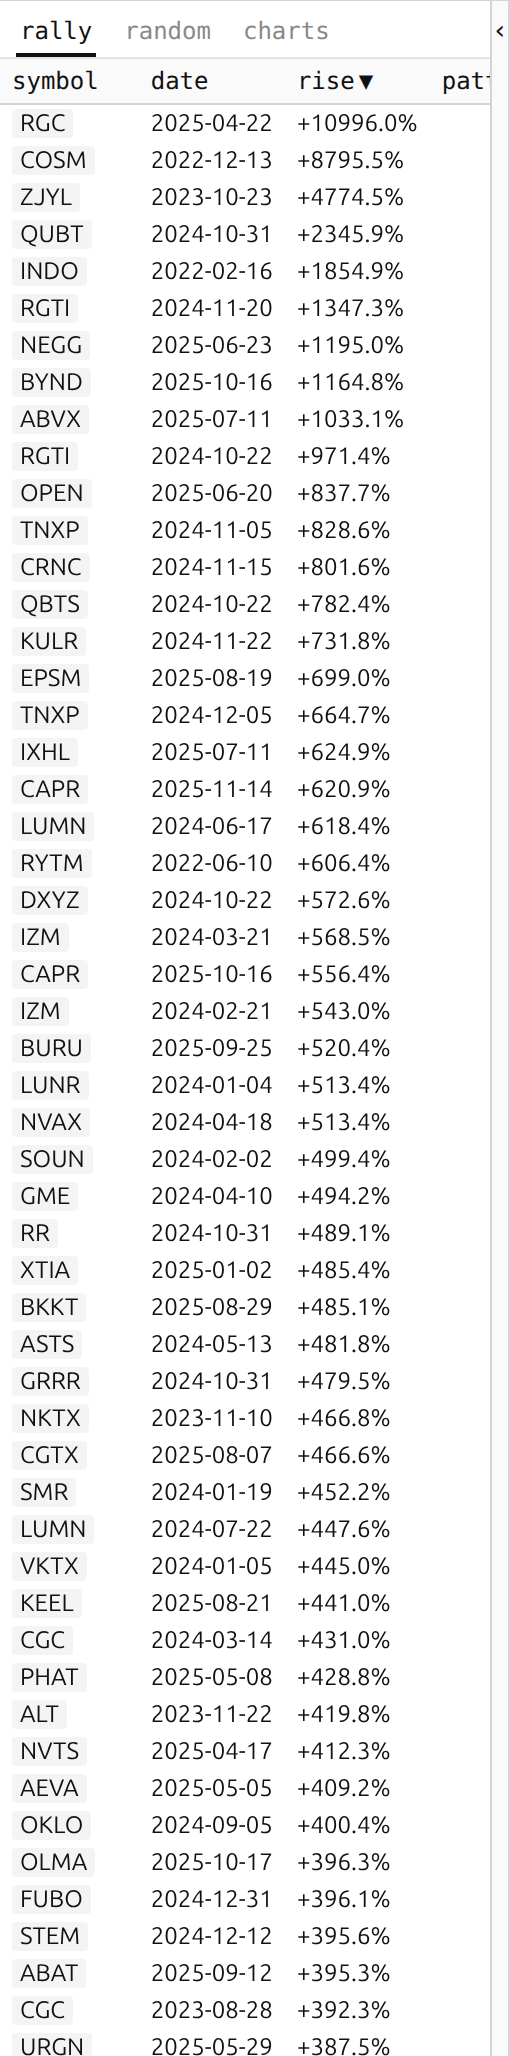 rally random charts ‹
symbol date rise▼ pat
RGC 2025-04-22 +10996.0%
COSM 2022-12-13 +8795.5%
ZJYL 2023-10-23 +4774.5%
QUBT 2024-10-31 +2345.9%
INDO 2022-02-16 +1854.9%
RGTI 2024-11-20 +1347.3%
NEGG 2025-06-23 +1195.0%
BYND 2025-10-16 +1164.8%
ABVX 2025-07-11 +1033.1%
RGTI 2024-10-22 +971.4%
OPEN 2025-06-20 +837.7%
TNXP 2024-11-05 +828.6%
CRNC 2024-11-15 +801.6%
QBTS 2024-10-22 +782.4%
KULR 2024-11-22 +731.8%
EPSM 2025-08-19 +699.0%
TNXP 2024-12-05 +664.7%
IXHL 2025-07-11 +624.9%
CAPR 2025-11-14 +620.9%
LUMN 2024-06-17 +618.4%
RYTM 2022-06-10 +606.4%
DXYZ 2024-10-22 +572.6%
IZM 2024-03-21 +568.5%
CAPR 2025-10-16 +556.4%
IZM 2024-02-21 +543.0%
BURU 2025-09-25 +520.4%
LUNR 2024-01-04 +513.4%
NVAX 2024-04-18 +513.4%
SOUN 2024-02-02 +499.4%
GME 2024-04-10 +494.2%
RR 2024-10-31 +489.1%
XTIA 2025-01-02 +485.4%
BKKT 2025-08-29 +485.1%
ASTS 2024-05-13 +481.8%
GRRR 2024-10-31 +479.5%
NKTX 2023-11-10 +466.8%
CGTX 2025-08-07 +466.6%
SMR 2024-01-19 +452.2%
LUMN 2024-07-22 +447.6%
VKTX 2024-01-05 +445.0%
KEEL 2025-08-21 +441.0%
CGC 2024-03-14 +431.0%
PHAT 2025-05-08 +428.8%
ALT 2023-11-22 +419.8%
NVTS 2025-04-17 +412.3%
AEVA 2025-05-05 +409.2%
OKLO 2024-09-05 +400.4%
OLMA 2025-10-17 +396.3%
FUBO 2024-12-31 +396.1%
STEM 2024-12-12 +395.6%
ABAT 2025-09-12 +395.3%
CGC 2023-08-28 +392.3%
URGN 2025-05-29 +387.5%